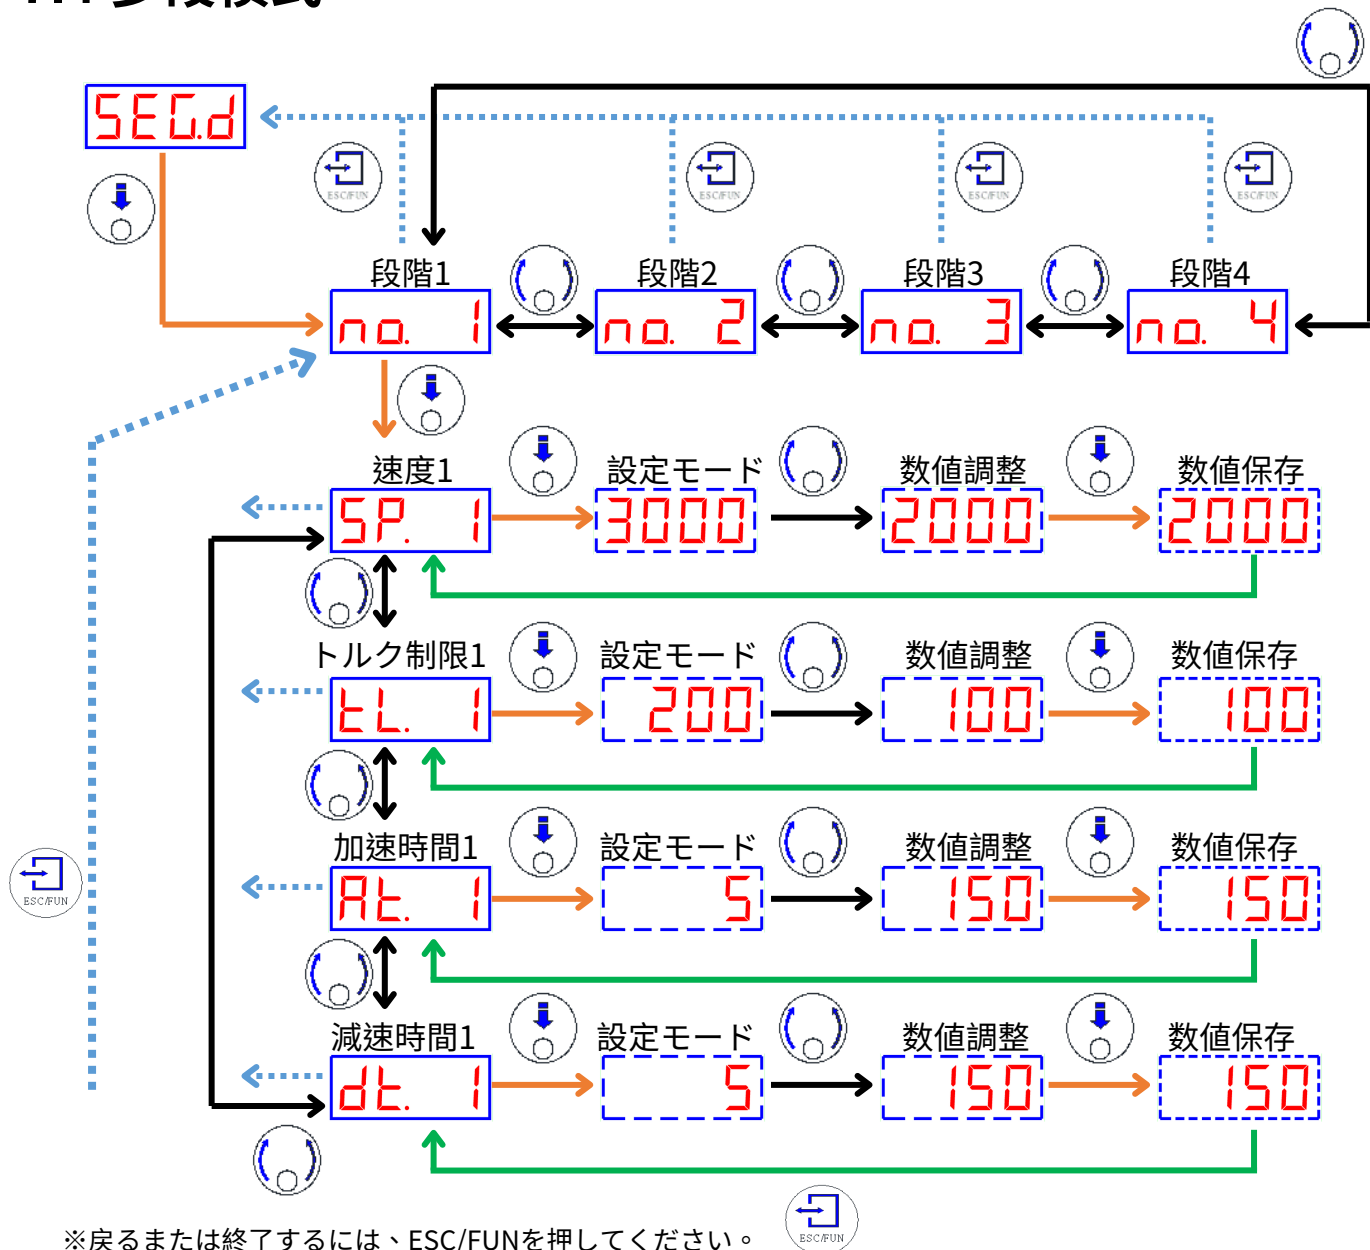 SEG.d
ESC/FUN ESC/FUN ESC/FUN ESC/FUN
段階1 段階2 段階3 段階4
no. 1 no. 2 no. 3 no. 4
速度1 設定モード 数値調整 数値保存
SP. 1 3000 2000 2000
トルク制限1 設定モード 数値調整 数値保存
tL. 1 200 100 100
加速時間1 設定モード 数値調整 数値保存
At. 1 5 150 150
ESC/FUN
減速時間1 設定モード 数値調整 数値保存
dt. 1 5 150 150
※戻るまたは終了するには、ESC/FUNを押してください。
ESC/FUN